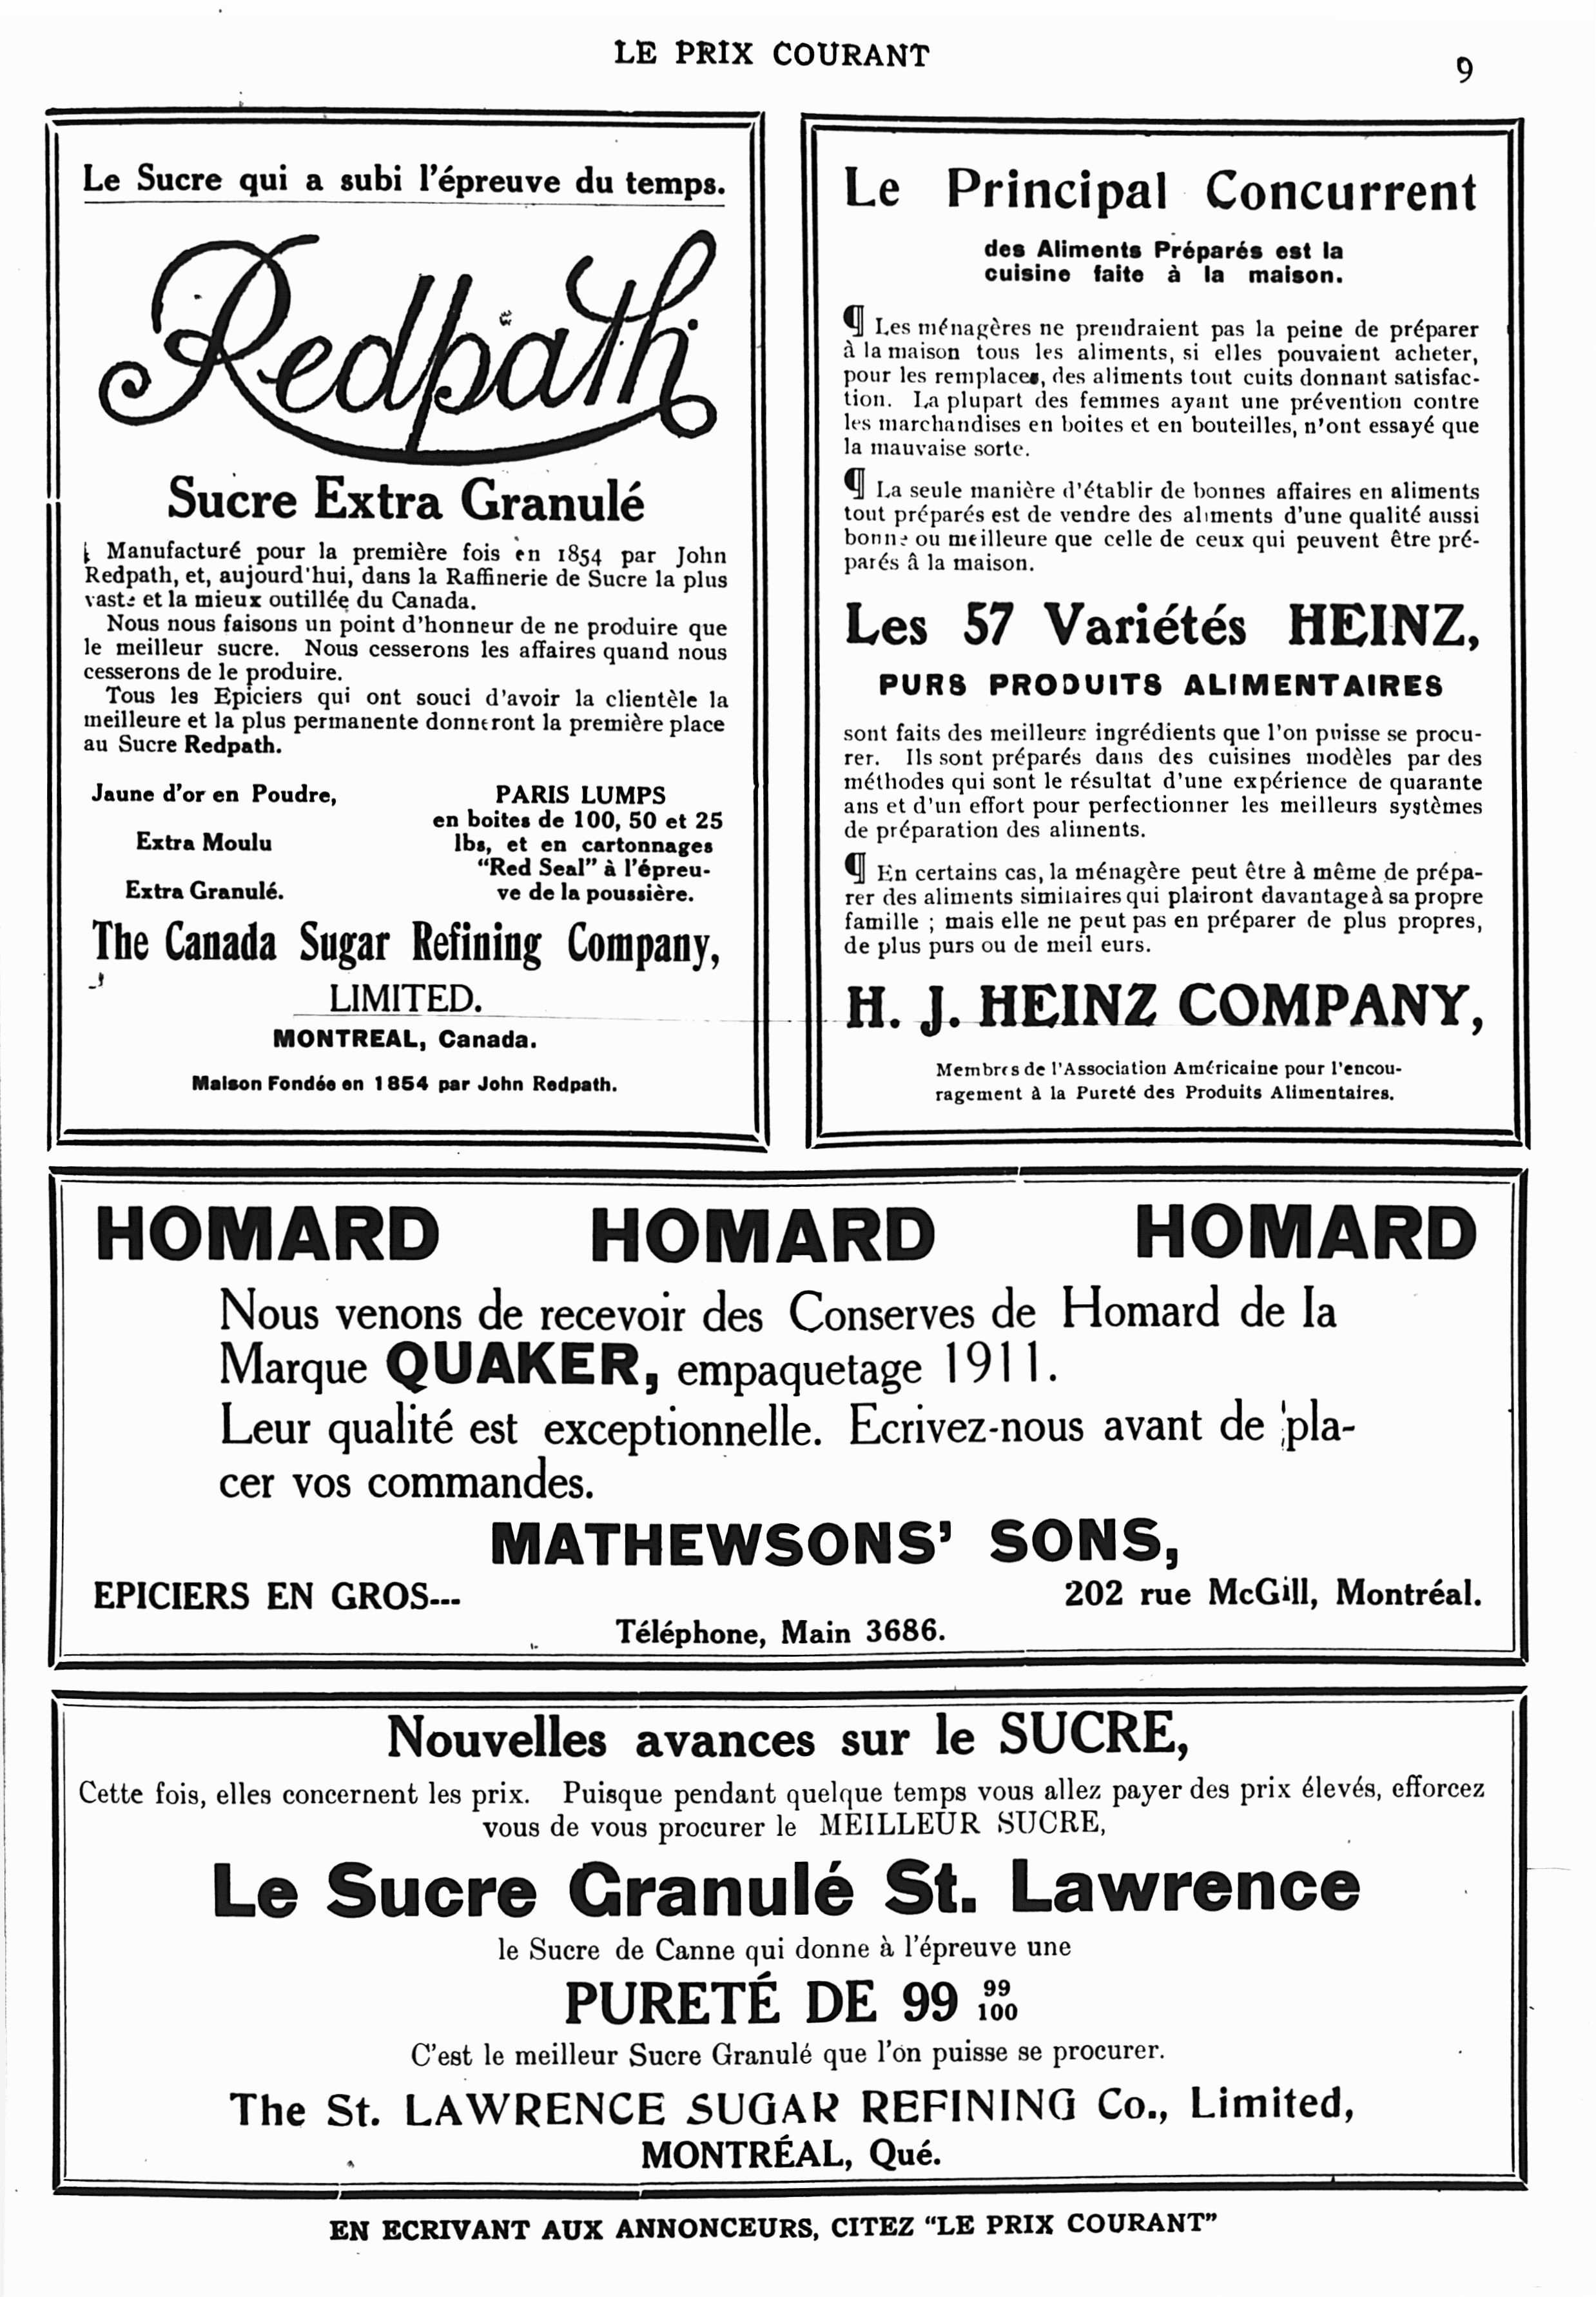 LE PRIX COURANT
9
Le Sucre qui a subi l'épreuve du temps.
Redpath
Sucre Extra Granulé
Manufacturé pour la première fois en 1854 par John
Redpath, et, aujourd'hui, dans la Raffinerie de Sucre la plus
vaste et la mieux outillée du Canada.
Nous nous faisons un point d'honneur de ne produire que
le meilleur sucre. Nous cesserons les affaires quand nous
cesserons de le produire.
Tous les Epiciers qui ont souci d'avoir la clientèle la
meilleure et la plus permanente donneront la première place
au Sucre Redpath.
Jaune d'or en Poudre,
Extra Moulu
Extra Granulé.
PARIS LUMPS
en boites de 100, 50 et 25
lbs, et en cartonnages
"Red Seal" à l'épreu-
ve de la poussière.
The Canada Sugar Refining Company,
LIMITED.
MONTREAL, Canada.
Maison Fondée en 1854 par John Redpath.
Le Principal Concurrent
des Aliments Préparés est la
cuisine faite à la maison.
¶ Les ménagères ne prendraient pas la peine de préparer
à la maison tous les aliments, si elles pouvaient acheter,
pour les remplaces, des aliments tout cuits donnant satisfac-
tion. La plupart des femmes ayant une prévention contre
les marchandises en boites et en bouteilles, n'ont essayé que
la mauvaise sorte.
¶ La seule manière d'établir de bonnes affaires en aliments
tout préparés est de vendre des aliments d'une qualité aussi
bonne ou meilleure que celle de ceux qui peuvent être pré-
parés â la maison.
Les 57 Variétés HEINZ,
PURS PRODUITS ALIMENTAIRES
sont faits des meilleurs ingrédients que l'on puisse se procu-
rer. Ils sont préparés dans des cuisines modèles par des
méthodes qui sont le résultat d'une expérience de quarante
ans et d'un effort pour perfectionner les meilleurs systèmes
de préparation des aliments.
¶ En certains cas, la ménagère peut être à même de prépa-
rer des aliments similaires qui plairont davantage à sa propre
famille ; mais elle ne peut pas en préparer de plus propres,
de plus purs ou de meil eurs.
H. J. HEINZ COMPANY,
Membres de l'Association Américaine pour l'encou-
ragement à la Pureté des Produits Alimentaires.
HOMARD HOMARD HOMARD
Nous venons de recevoir des Conserves de Homard de la
Marque QUAKER, empaquetage 1911.
Leur qualité est exceptionnelle. Ecrivez-nous avant de pla-
cer vos commandes.
MATHEWSONS' SONS,
EPICIERS EN GROS--- 202 rue McGill, Montréal.
Téléphone, Main 3686.
Nouvelles avances sur le SUCRE,
Cette fois, elles concernent les prix. Puisque pendant quelque temps vous allez payer des prix élevés, efforcez
vous de vous procurer le MEILLEUR SUCRE,
Le Sucre Granulé St. Lawrence
le Sucre de Canne qui donne à l'épreuve une
PURETÉ DE 99 99/100
C'est le meilleur Sucre Granulé que l'on puisse se procurer.
The St. LAWRENCE SUGAR REFINING Co., Limited,
MONTRÉAL, Qué.
EN ECRIVANT AUX ANNONCEURS, CITEZ "LE PRIX COURANT"